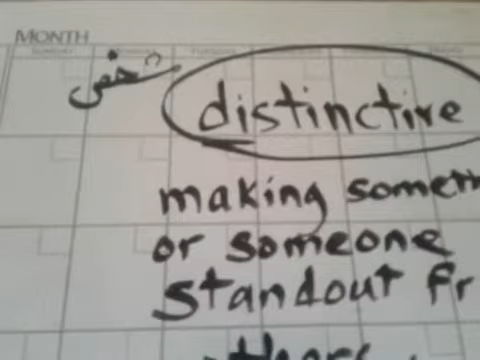 MONTH
distinctive
making someth
or someone
standout fr